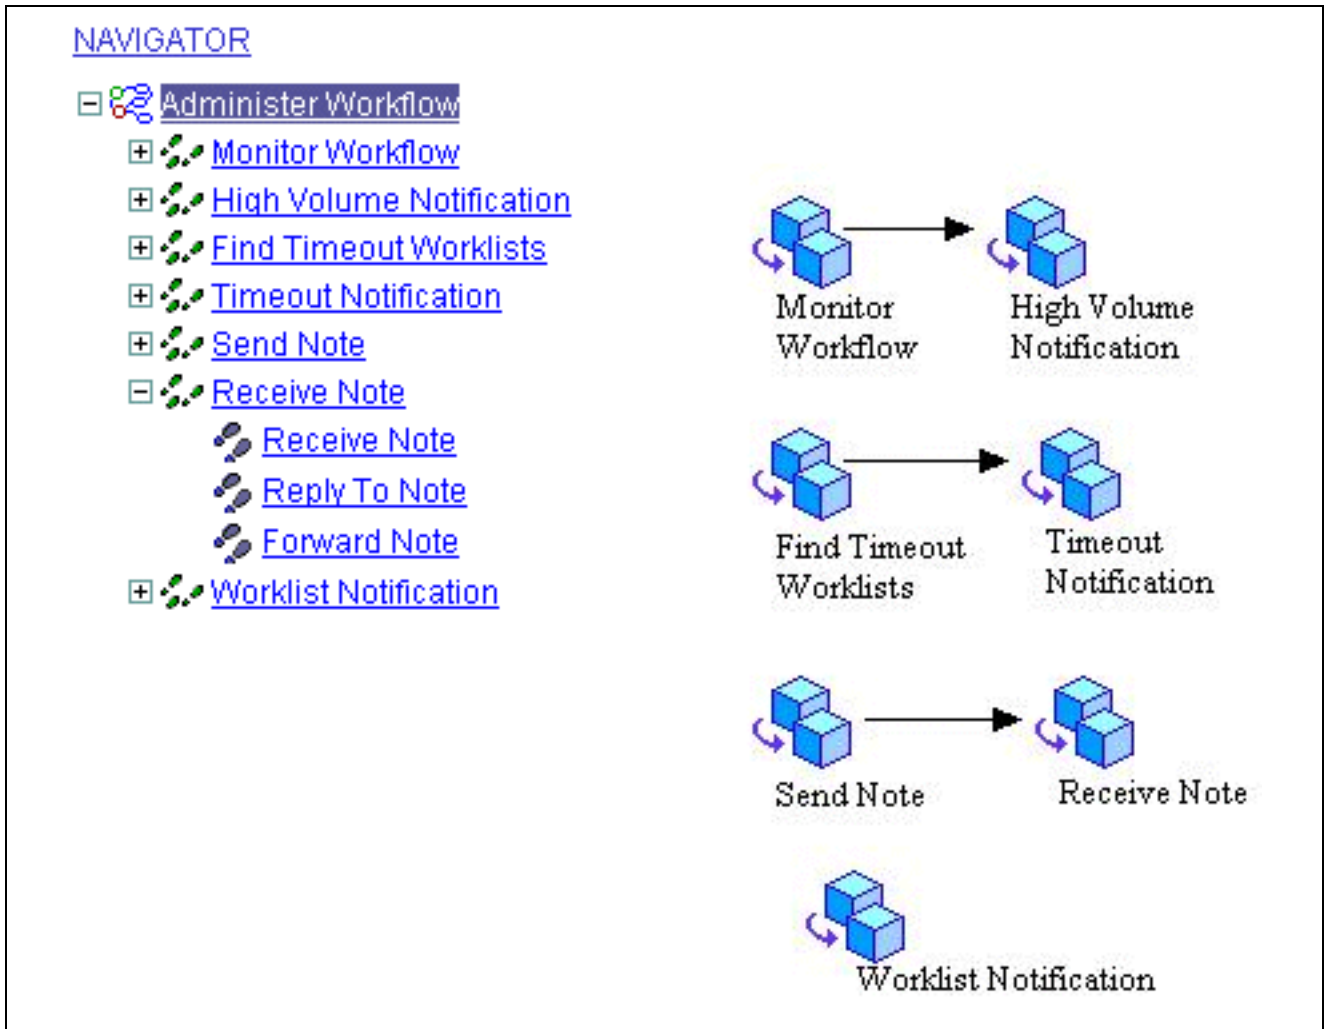 NAVIGATOR
Administer Workflow
Monitor Workflow
High Volume Notification
Find Timeout Worklists
Timeout Notification
Send Note
Receive Note
Receive Note
Reply To Note
Forward Note
Worklist Notification
Monitor
Workflow
High Volume
Notification
Find Timeout
Worklists
Timeout
Notification
Send Note
Receive Note
Worklist Notification